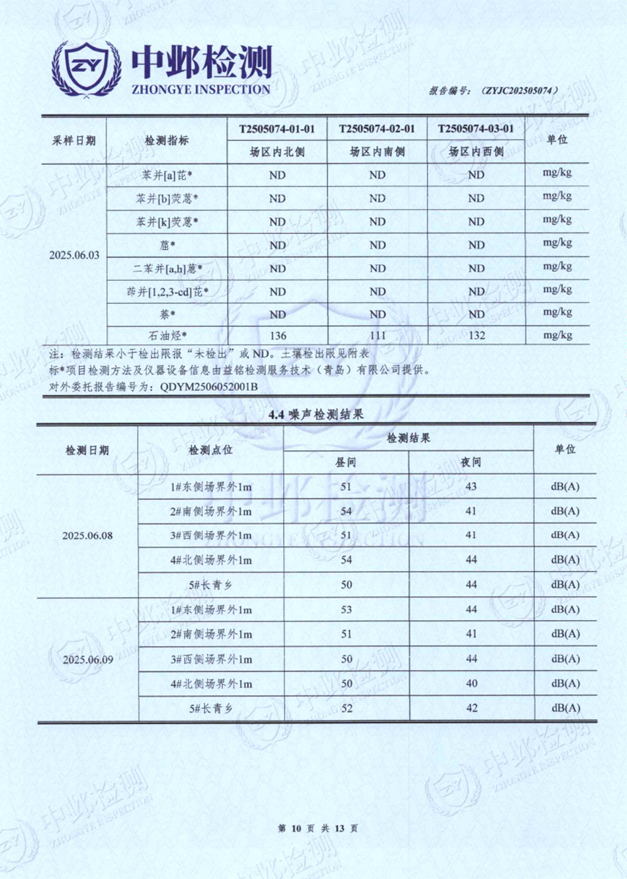 ZY
中邺检测
ZHONGYE INSPECTION
报告编号：（ZYJC202505074）
采样日期 检测指标 T2505074-01-01 T2505074-02-01 T2505074-03-01 单位
场区内北侧 场区内南侧 场区内西侧
2025.06.03
苯并[a]芘* ND ND ND mg/kg
苯并[b]荧蒽* ND ND ND mg/kg
苯并[k]荧蒽* ND ND ND mg/kg
䓛* ND ND ND mg/kg
二苯并[a,h]蒽* ND ND ND mg/kg
茚并[1,2,3-cd]芘* ND ND ND mg/kg
萘* ND ND ND mg/kg
石油烃* 136 111 132 mg/kg
注：检测结果小于检出限报“未检出”或 ND。土壤检出限见附表
标*项目检测方法及仪器设备信息由益铭检测服务技术（青岛）有限公司提供。
对外委托报告编号为：QDYM2506052001B
4.4 噪声检测结果
检测日期 检测点位 检测结果 单位
昼间 夜间
2025.06.08
1#东侧场界外1m 51 43 dB(A)
2#南侧场界外1m 54 41 dB(A)
3#西侧场界外1m 51 41 dB(A)
4#北侧场界外1m 54 44 dB(A)
5#长青乡 50 44 dB(A)
2025.06.09
1#东侧场界外1m 53 44 dB(A)
2#南侧场界外1m 51 41 dB(A)
3#西侧场界外1m 50 44 dB(A)
4#北侧场界外1m 50 40 dB(A)
5#长青乡 52 42 dB(A)
第 10 页 共 13 页